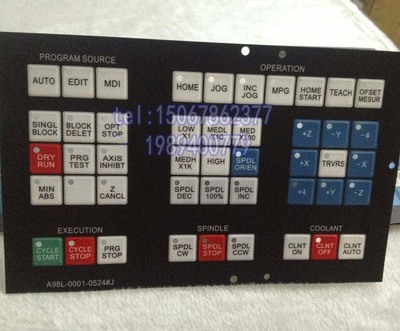 PROGRAM SOURCE
OPERATION
AUTO EDIT MDI
HOME JOG INC JOG MPG HOME START TEACH OFSET MESUR
tel:15067862377
1989400779
SINGL BLOCK BLOCK DELET OPT STOP
LOW X1 MEDL X10 MED X100
+Z -Y -4
DRY RUN PRG TEST AXIS INHIBT
MEDH X1K HIGH SPDL ORIEN
+X TRVRS -X
MIN ABS Z CANCL
SPDL DEC SPDL 100% SPDL INC
+4 +Y -Z
EXECUTION
SPINDLE
COOLANT
CYCLE START CYCLE STOP PRG STOP
SPDL CW SPDL STOP SPDL CCW
CLNT ON CLNT OFF CLNT AUTO
A98L-0001-0524#J